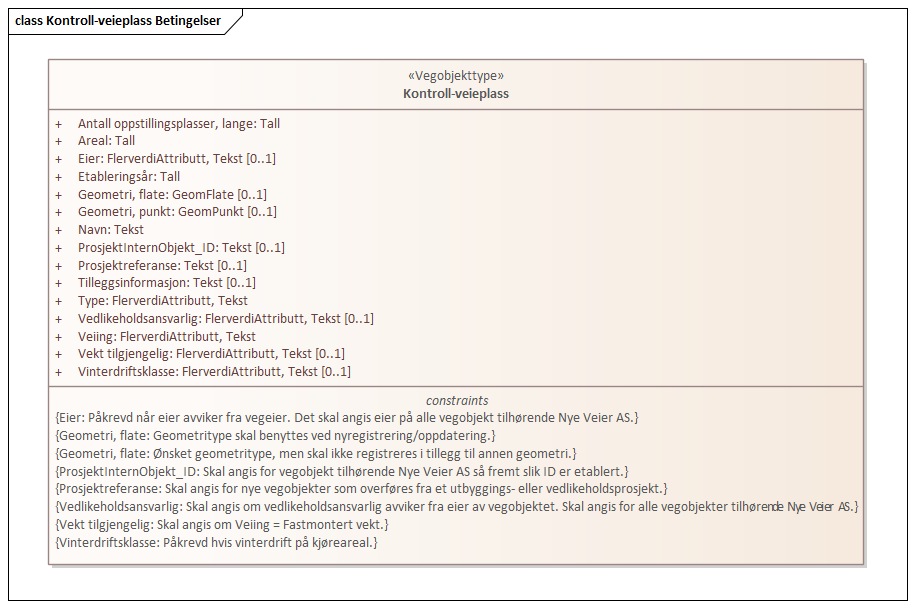 class Kontroll-veieplass Betingelser
«Vegobjekttype»
Kontroll-veieplass
+ Antall oppstillingsplasser, lange: Tall
+ Areal: Tall
+ Eier: FlerverdiAttributt, Tekst [0..1]
+ Etableringsår: Tall
+ Geometri, flate: GeomFlate [0..1]
+ Geometri, punkt: GeomPunkt [0..1]
+ Navn: Tekst
+ ProsjektInternObjekt_ID: Tekst [0..1]
+ Prosjektreferanse: Tekst [0..1]
+ Tilleggsinformasjon: Tekst [0..1]
+ Type: FlerverdiAttributt, Tekst
+ Vedlikeholdsansvarlig: FlerverdiAttributt, Tekst [0..1]
+ Veiing: FlerverdiAttributt, Tekst
+ Vekt tilgjengelig: FlerverdiAttributt, Tekst [0..1]
+ Vinterdriftsklasse: FlerverdiAttributt, Tekst [0..1]
constraints
{Eier: Påkrevd når eier avviker fra vegeier. Det skal angis eier på alle vegobjekt tilhørende Nye Veier AS.}
{Geometri, flate: Geometritype skal benyttes ved nyregistrering/oppdatering.}
{Geometri, flate: Ønsket geometritype, men skal ikke registreres i tillegg til annen geometri.}
{ProsjektInternObjekt_ID: Skal angis for vegobjekt tilhørende Nye Veier AS så fremt slik ID er etablert.}
{Prosjektreferanse: Skal angis for nye vegobjekter som overføres fra et utbyggings- eller vedlikeholdsprosjekt.}
{Vedlikeholdsansvarlig: Skal angis om vedlikeholdsansvarlig avviker fra eier av vegobjektet. Skal angis for alle vegobjekter tilhørende Nye Veier AS.}
{Vekt tilgjengelig: Skal angis om Veiing = Fastmontert vekt.}
{Vinterdriftsklasse: Påkrevd hvis vinterdrift på kjøreareal.}